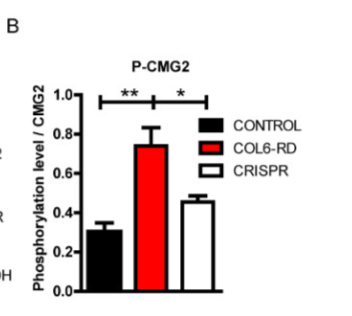 B
P-CMG2
** *
1.0
0.8
0.6
0.4
0.2
0.0
Phosphorylation level / CMG2
CONTROL
COL6-RD
CRISPR